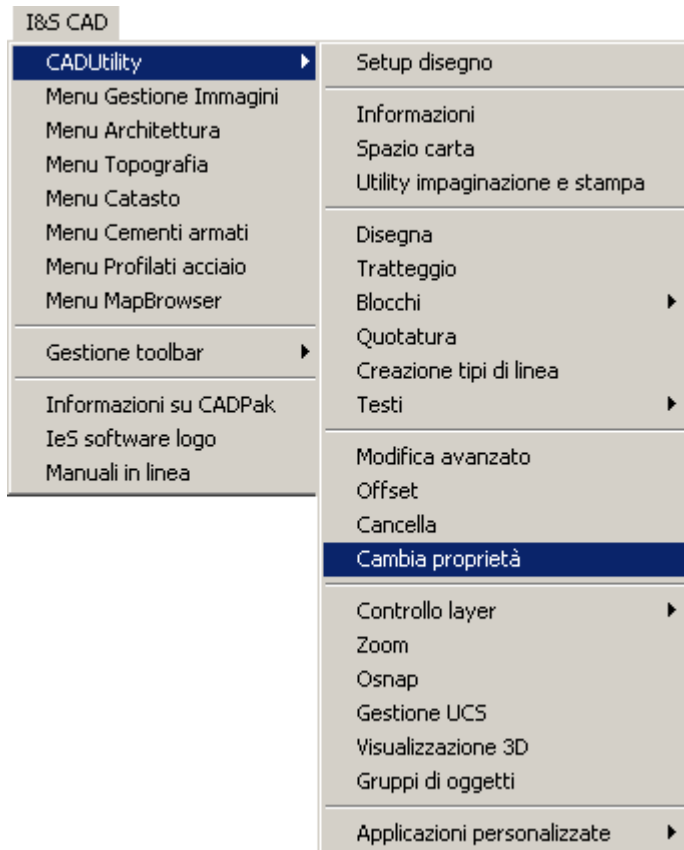 I&S CAD
CADUtility
Menu Gestione Immagini
Menu Architettura
Menu Topografia
Menu Catasto
Menu Cementi armati
Menu Profilati acciaio
Menu MapBrowser
Gestione toolbar
Informazioni su CADPak
IeS software logo
Manuali in linea
Setup disegno
Informazioni
Spazio carta
Utility impaginazione e stampa
Disegna
Tratteggio
Blocchi
Quotatura
Creazione tipi di linea
Testi
Modifica avanzato
Offset
Cancella
Cambia proprietà
Controllo layer
Zoom
Osnap
Gestione UCS
Visualizzazione 3D
Gruppi di oggetti
Applicazioni personalizzate